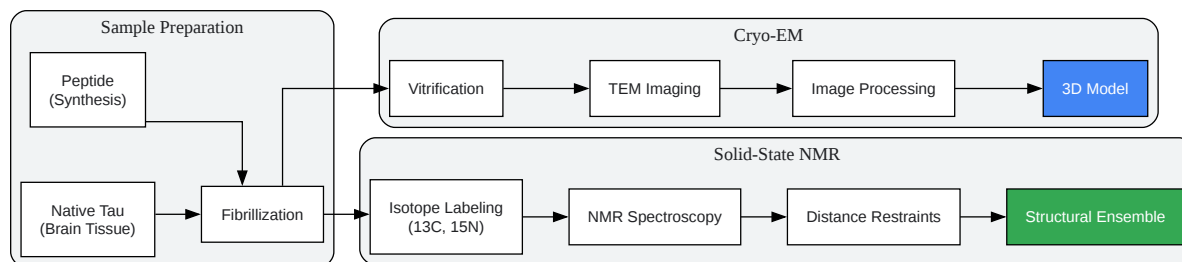 Sample Preparation
Peptide
(Synthesis)
Native Tau
(Brain Tissue)
Fibrillization
Cryo-EM
Vitrification
TEM Imaging
Image Processing
3D Model
Solid-State NMR
Isotope Labeling
(13C, 15N)
NMR Spectroscopy
Distance Restraints
Structural Ensemble